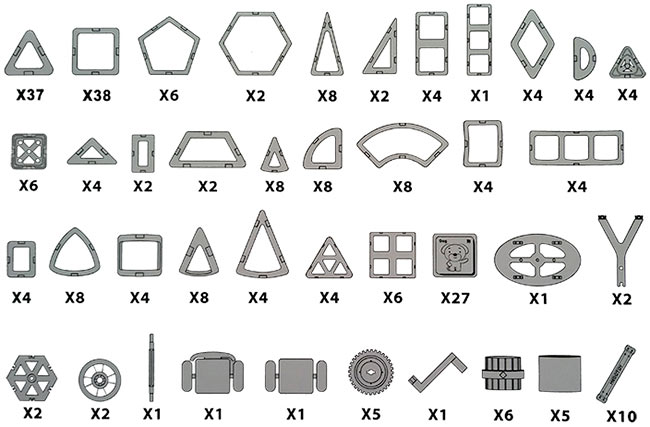 X37 X38 X6 X2 X8 X2 X4 X1 X4 X4 X4
X6 X4 X2 X2 X8 X8 X8 X4 X4
X4 X8 X4 X8 X4 X4 X6 X27 X1 X2
Dog
X2 X2 X1 X1 X1 X5 X1 X6 X5 X10